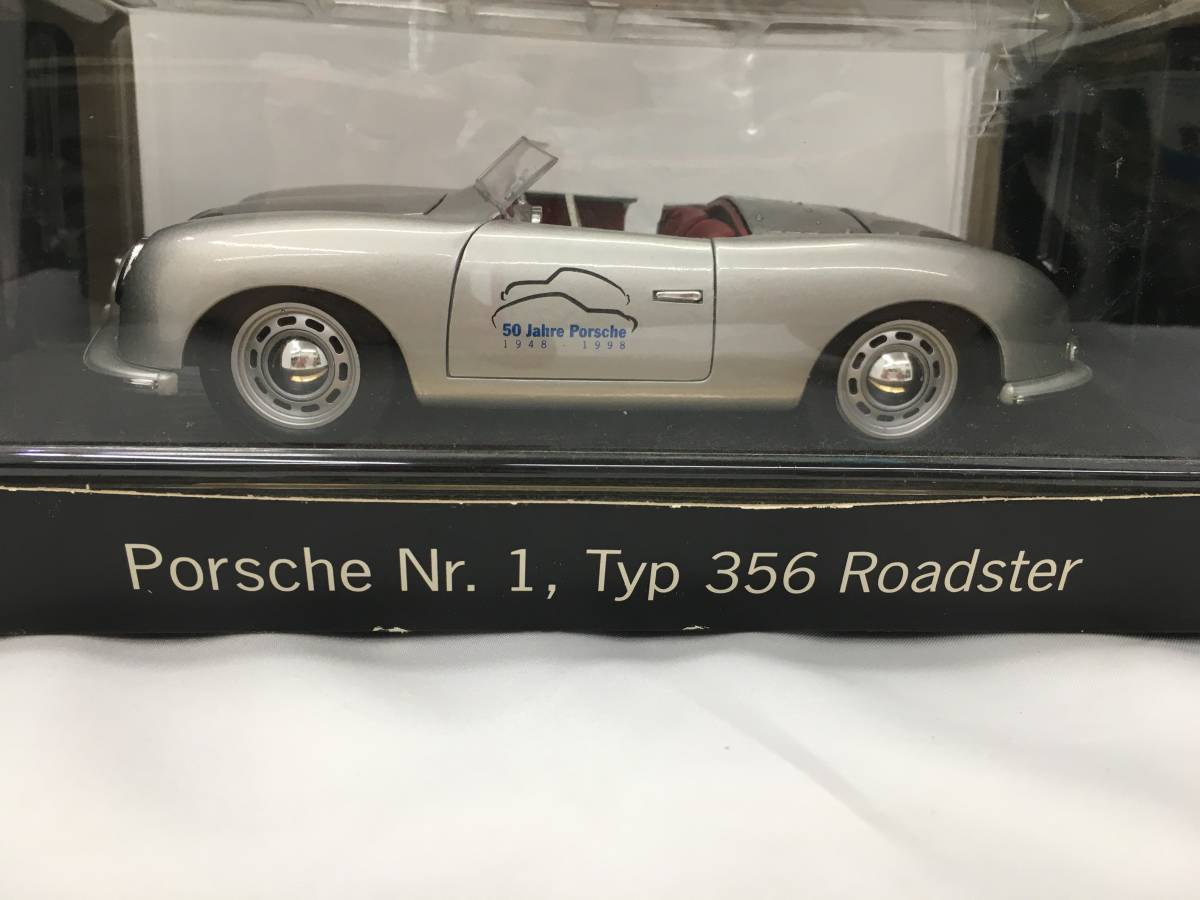 50 Jahre Porsche
1948 - 1998
Porsche Nr. 1, Typ 356 Roadster